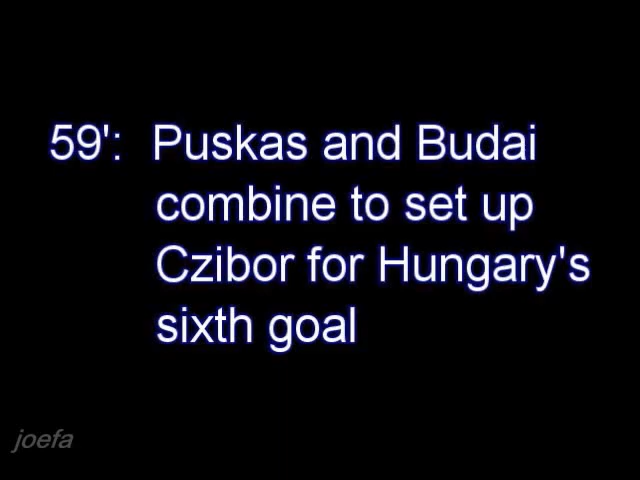 59': Puskas and Budai
combine to set up
Czibor for Hungary's
sixth goal
joefa